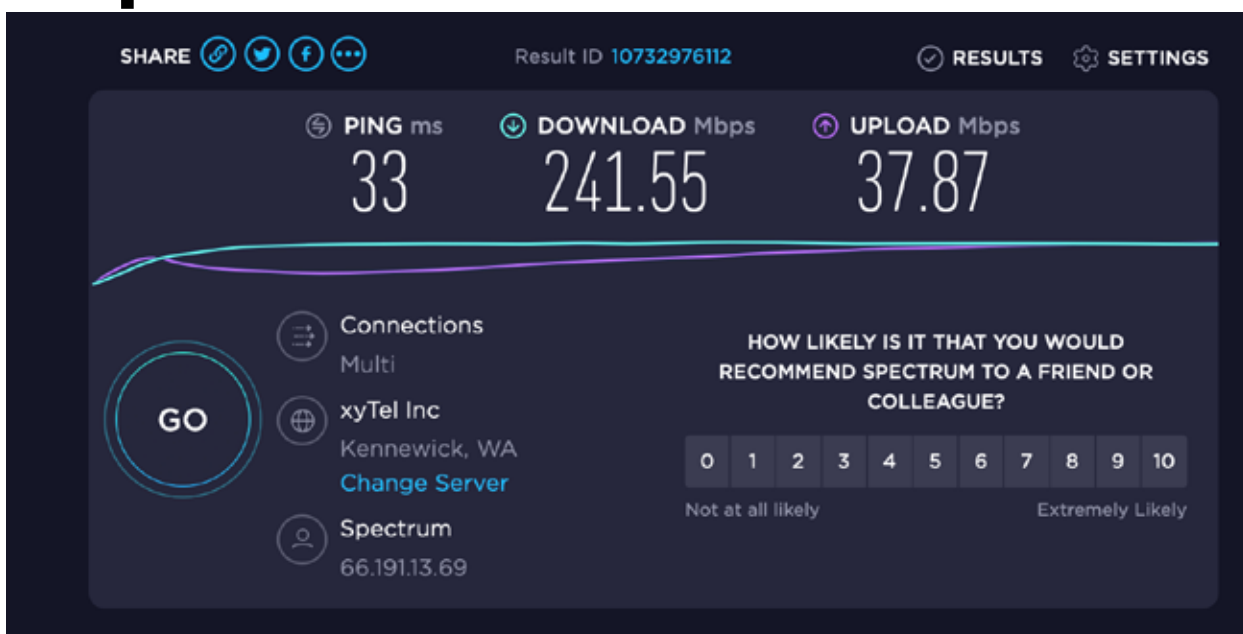 SHARE Result ID 10732976112 RESULTS SETTINGS
PING ms DOWNLOAD Mbps UPLOAD Mbps
33 241.55 37.87
Connections
Multi
xyTel Inc
Kennewick, WA
Change Server
Spectrum
66.191.13.69
GO
HOW LIKELY IS IT THAT YOU WOULD
RECOMMEND SPECTRUM TO A FRIEND OR
COLLEAGUE?
0 1 2 3 4 5 6 7 8 9 10
Not at all likely Extremely Likely